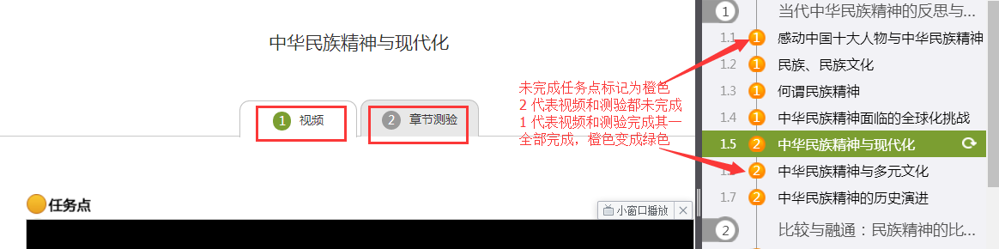 中华民族精神与现代化
1 视频
2 章节测验
任务点
小窗口播放 ×
未完成任务点标记为橙色
2 代表视频和测验都未完成
1 代表视频和测验完成其一
全部完成，橙色变成绿色
1 当代中华民族精神的反思与...
1.1 1 感动中国十大人物与中华民族精神
1.2 1 民族、民族文化
1.3 1 何谓民族精神
1.4 1 中华民族精神面临的全球化挑战
1.5 2 中华民族精神与现代化
2 中华民族精神与多元文化
1.7 2 中华民族精神的历史演进
2 比较与融通：民族精神的比...